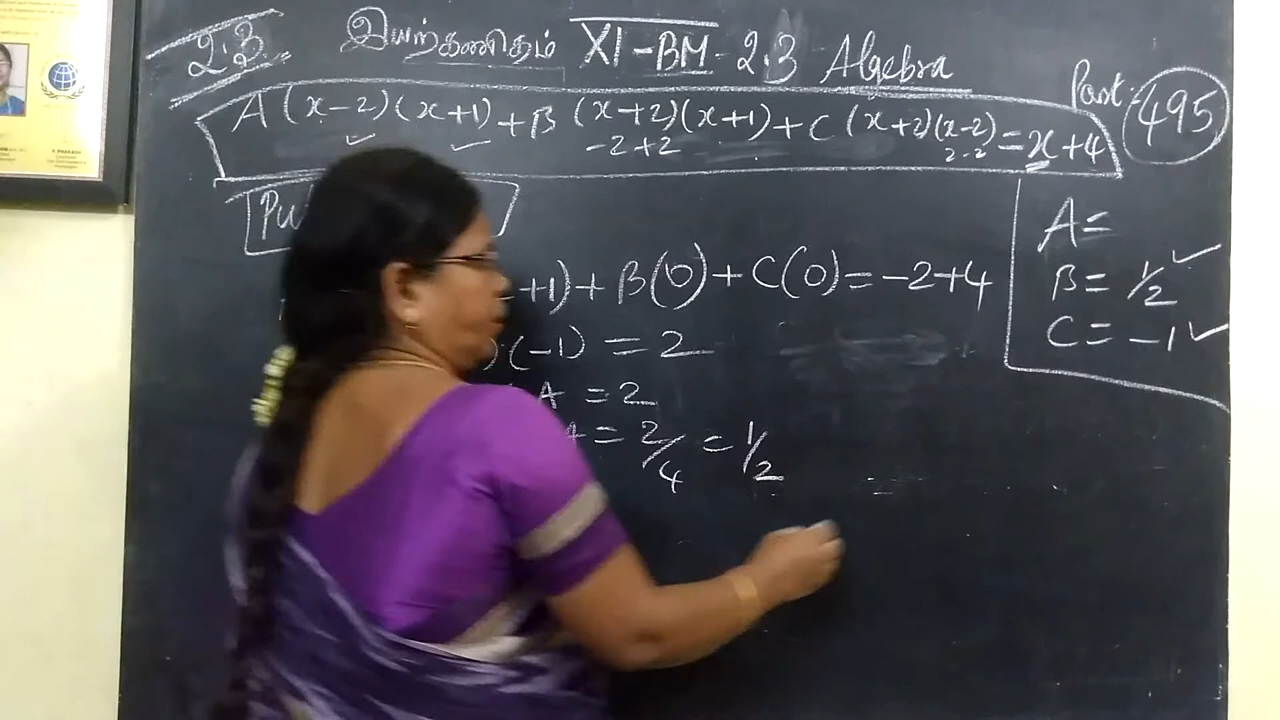 2.3 இயற்கணிதம் XI-BM-2.3 Algebra
Part: 495
A(x-2)(x+1)+B(x+2)(x+1)+C(x+2)(x-2)=x+4
-2+2 2-2
Pu
+1)+B(0)+C(0)=-2+4
)(-1)=2
A=2
=2/4=1/2
A=
B=1/2✓
C=-1✓